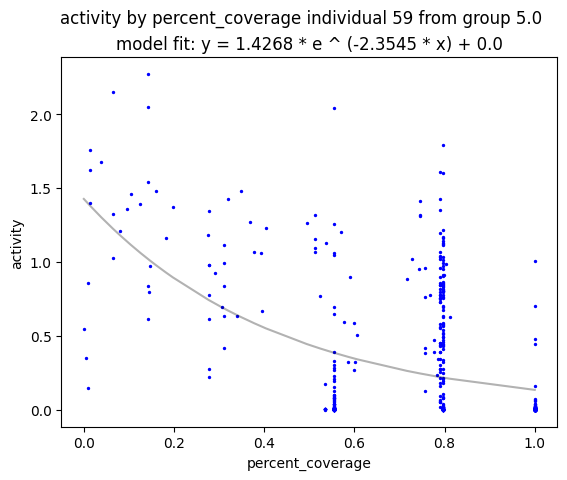 activity by percent_coverage individual 59 from group 5.0
model fit: y = 1.4268 * e ^ (-2.3545 * x) + 0.0
2.0
1.5
1.0
0.5
0.0
activity
0.0 0.2 0.4 0.6 0.8 1.0
percent_coverage